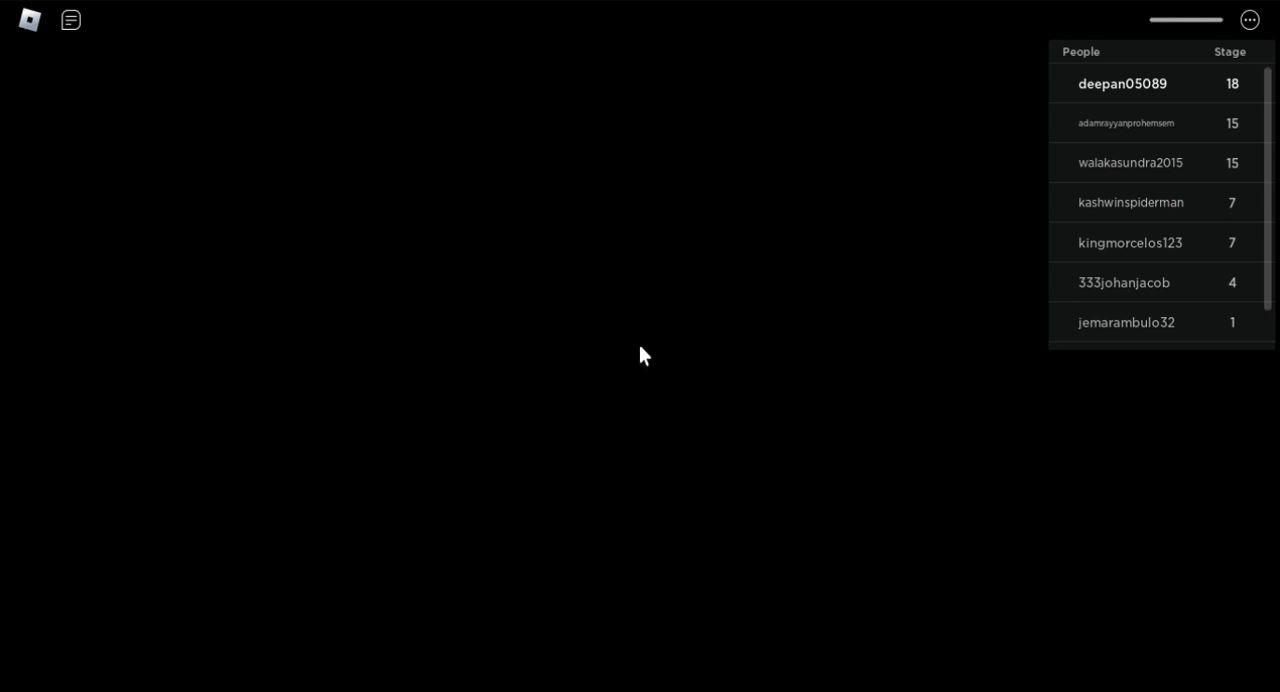 People Stage
deepan05089 18
adamrayyanprohemsem 15
walakasundra2015 15
kashwinspiderman 7
kingmorcelos123 7
333johanjacob 4
jemarambulo32 1